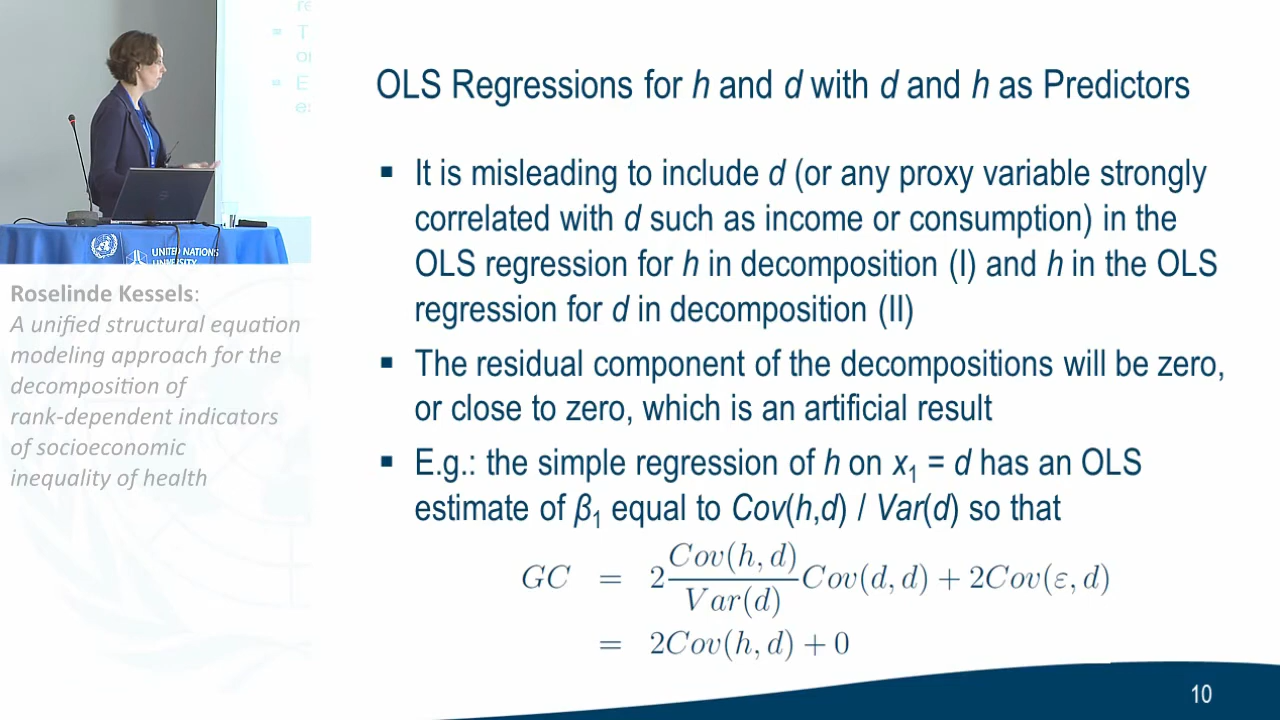 OLS Regressions for h and d with d and h as Predictors
▪ It is misleading to include d (or any proxy variable strongly
correlated with d such as income or consumption) in the
OLS regression for h in decomposition (I) and h in the OLS
regression for d in decomposition (II)
▪ The residual component of the decompositions will be zero,
or close to zero, which is an artificial result
▪ E.g.: the simple regression of h on x₁ = d has an OLS
estimate of β₁ equal to Cov(h,d) / Var(d) so that
GC = 2 Cov(h, d) / Var(d) Cov(d, d) + 2Cov(ε, d)
= 2Cov(h, d) + 0
10
UNITED NATIONS
UNIVERSITY
Roselinde Kessels:
A unified structural equation
modeling approach for the
decomposition of
rank-dependent indicators
of socioeconomic
inequality of health